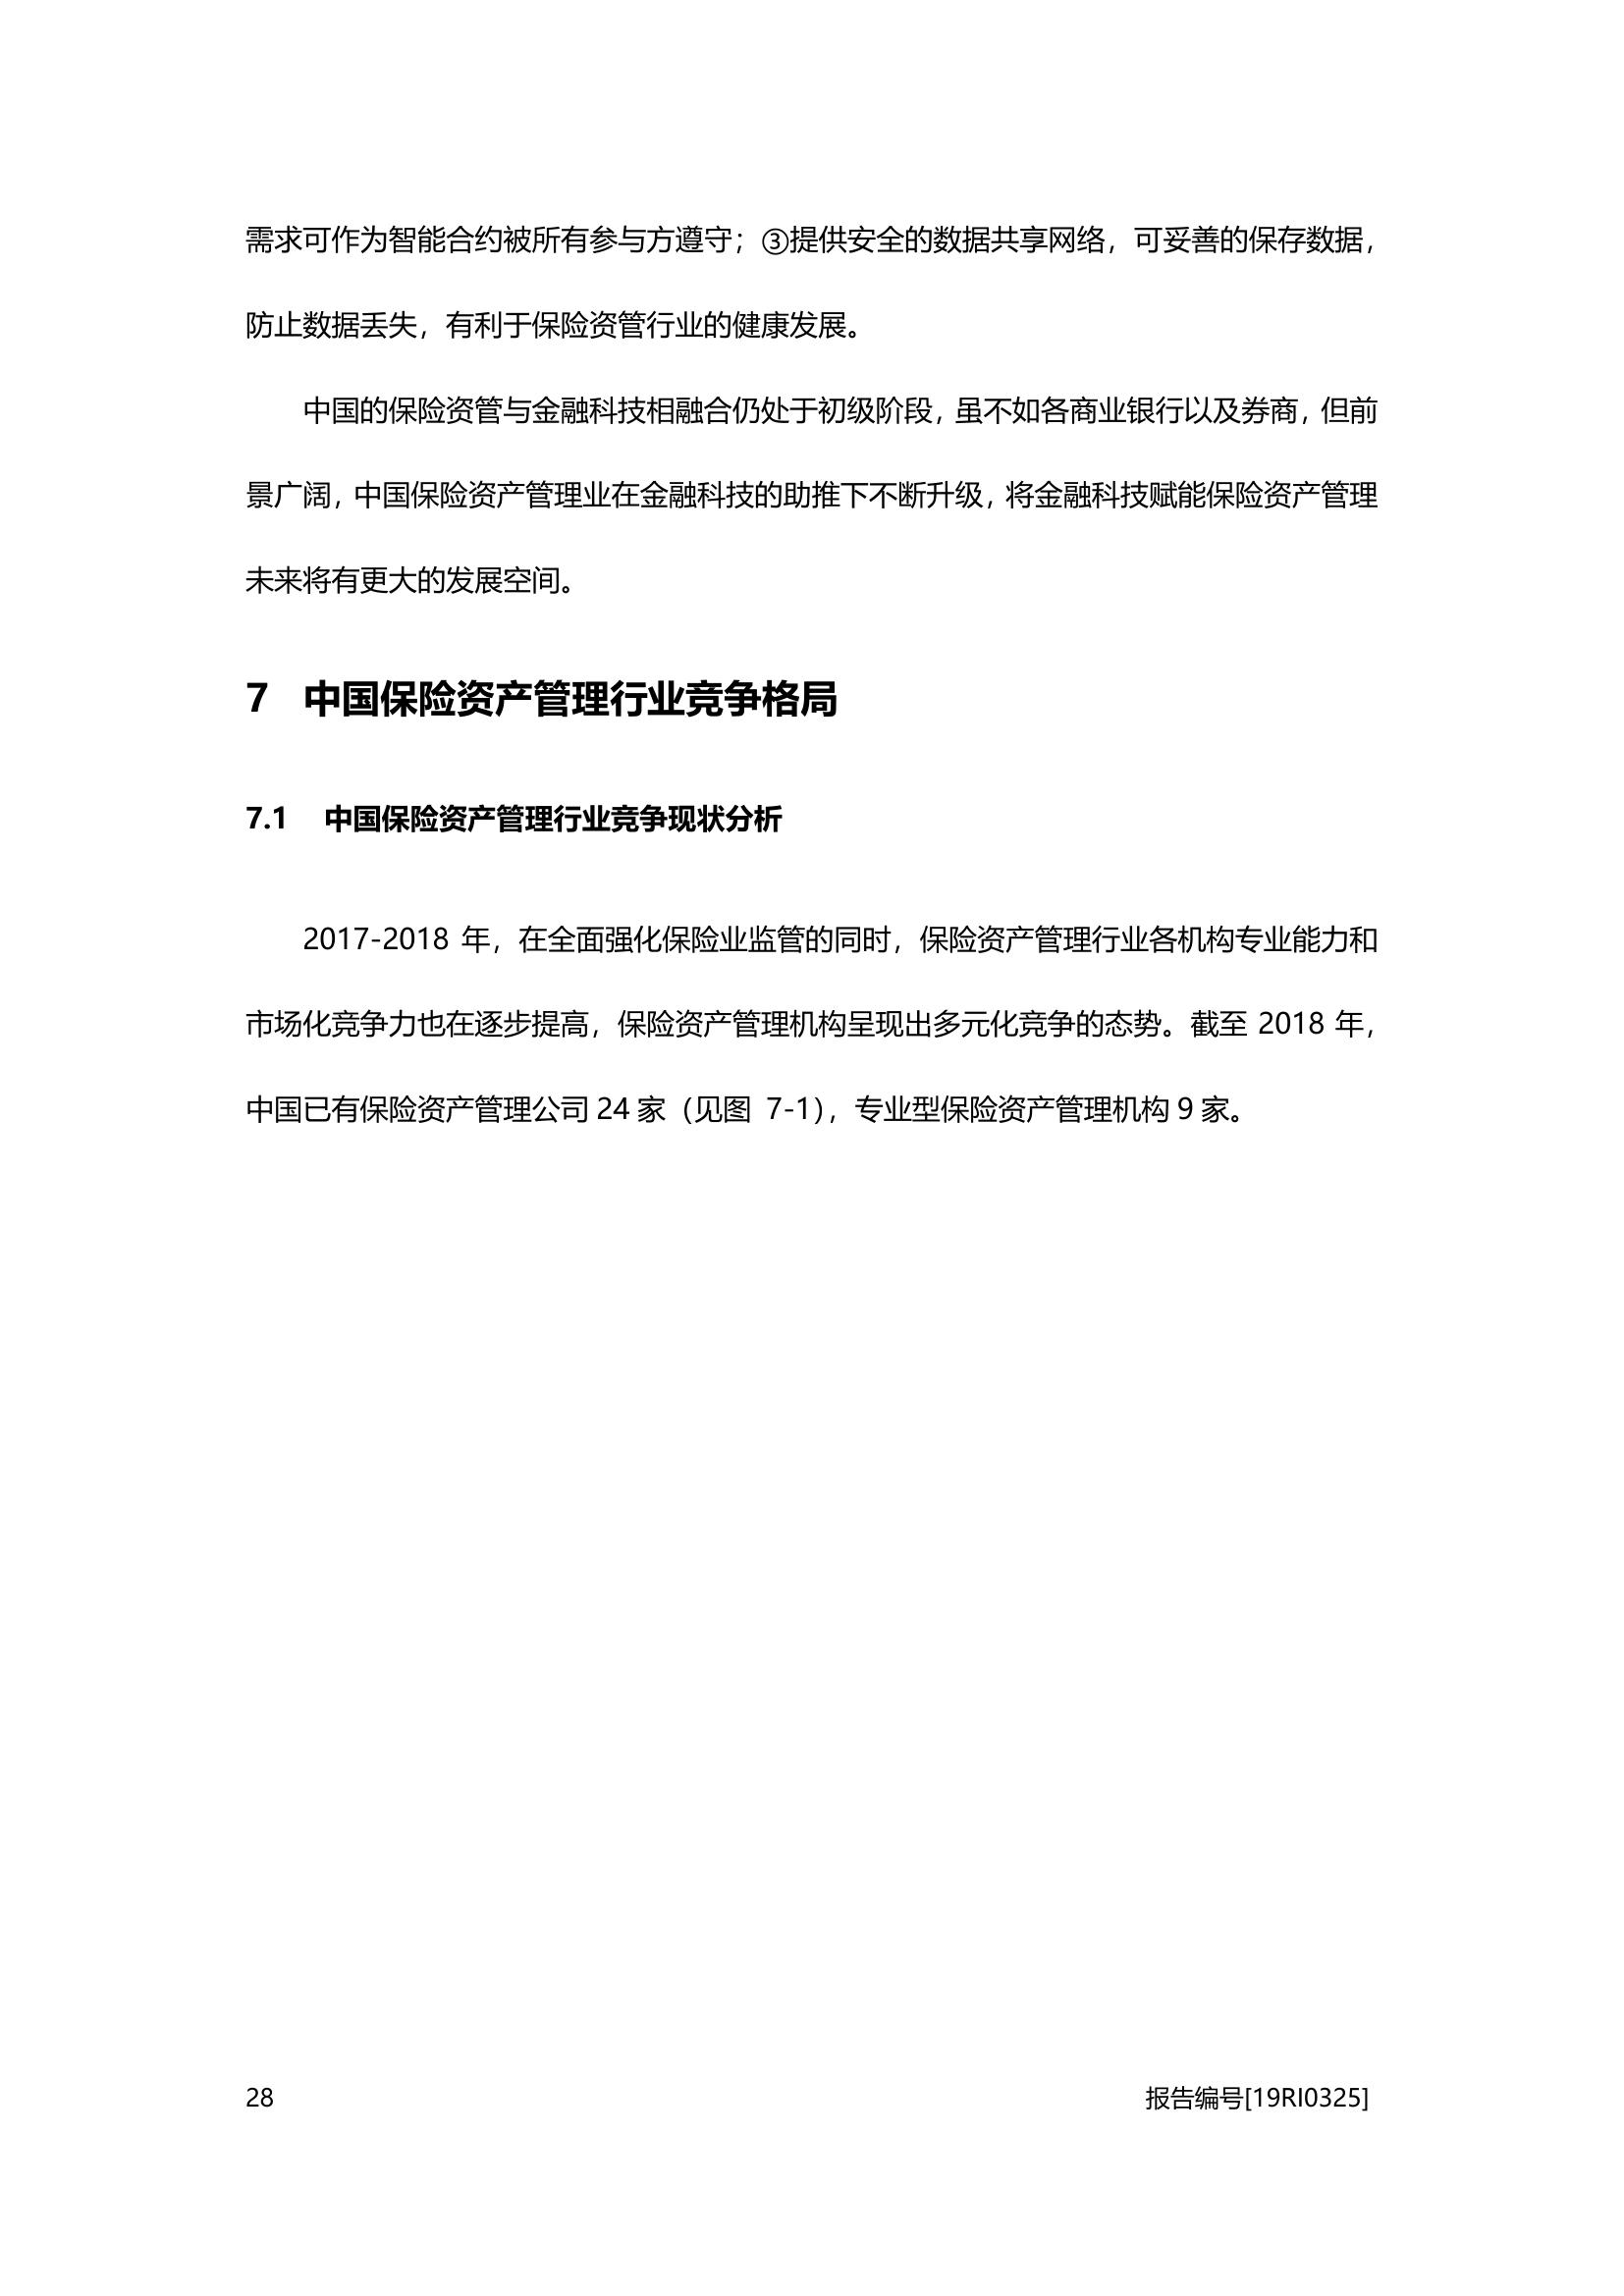 需求可作为智能合约被所有参与方遵守；③提供安全的数据共享网络，可妥善的保存数据，
防止数据丢失，有利于保险资管行业的健康发展。
中国的保险资管与金融科技相融合仍处于初级阶段，虽不如各商业银行以及券商，但前
景广阔，中国保险资产管理业在金融科技的助推下不断升级，将金融科技赋能保险资产管理
未来将有更大的发展空间。
7 中国保险资产管理行业竞争格局
7.1 中国保险资产管理行业竞争现状分析
2017-2018 年，在全面强化保险业监管的同时，保险资产管理行业各机构专业能力和
市场化竞争力也在逐步提高，保险资产管理机构呈现出多元化竞争的态势。截至 2018 年，
中国已有保险资产管理公司 24 家（见图 7-1），专业型保险资产管理机构 9 家。
28 报告编号[19RI0325]